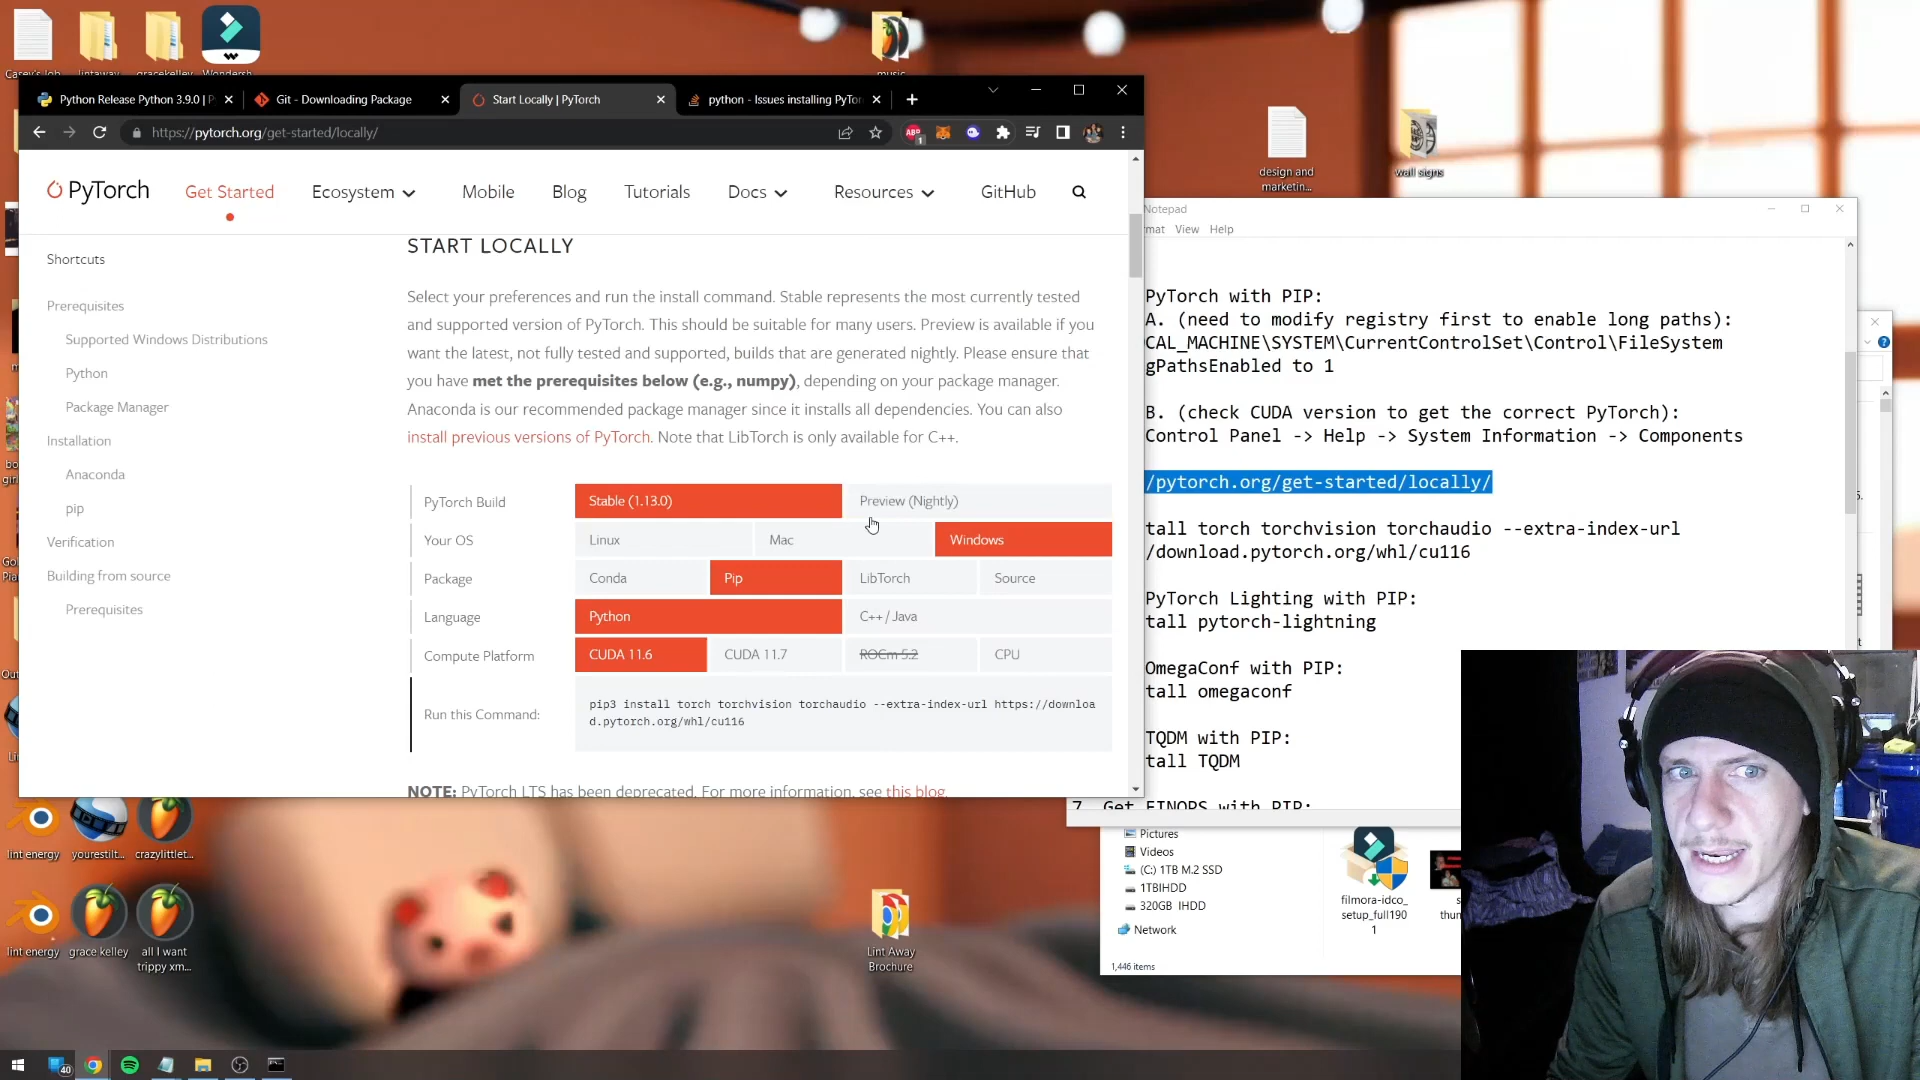 Casey's Job
lintaway
gracekelley
Wondersh...
music
design and
marketin...
wall signs
Python Release Python 3.9.0 | P
Git - Downloading Package
Start Locally | PyTorch
python - Issues installing PyTor
https://pytorch.org/get-started/locally/
ABP
1
PyTorch
Get Started
Ecosystem
Mobile
Blog
Tutorials
Docs
Resources
GitHub
Shortcuts
Prerequisites
Supported Windows Distributions
Python
Package Manager
Installation
Anaconda
pip
Verification
Building from source
Prerequisites
START LOCALLY
Select your preferences and run the install command. Stable represents the most currently tested
and supported version of PyTorch. This should be suitable for many users. Preview is available if you
want the latest, not fully tested and supported, builds that are generated nightly. Please ensure that
you have met the prerequisites below (e.g., numpy), depending on your package manager.
Anaconda is our recommended package manager since it installs all dependencies. You can also
install previous versions of PyTorch. Note that LibTorch is only available for C++.
PyTorch Build
Stable (1.13.0)
Preview (Nightly)
Your OS
Linux
Mac
Windows
Package
Conda
Pip
LibTorch
Source
Language
Python
C++ / Java
Compute Platform
CUDA 11.6
CUDA 11.7
ROCm 5.2
CPU
Run this Command:
pip3 install torch torchvision torchaudio --extra-index-url https://downloa
d.pytorch.org/whl/cu116
NOTE: PyTorch LTS has been deprecated. For more information, see this blog.
Notepad
mat View Help
PyTorch with PIP:
A. (need to modify registry first to enable long paths):
CAL_MACHINE\SYSTEM\CurrentControlSet\Control\FileSystem
gPathsEnabled to 1
B. (check CUDA version to get the correct PyTorch):
Control Panel -> Help -> System Information -> Components
/pytorch.org/get-started/locally/
tall torch torchvision torchaudio --extra-index-url
/download.pytorch.org/whl/cu116
PyTorch Lighting with PIP:
tall pytorch-lightning
OmegaConf with PIP:
tall omegaconf
TQDM with PIP:
tall TQDM
7. Get EINOPS with PIP:
Pictures
Videos
(C:) 1TB M.2 SSD
1TBIHDD
320GB IHDD
Network
1,446 items
filmora-idco_
setup_full190
1
lint energy
yourestilt...
crazylittlet...
lint energy
grace kelley
all I want
trippy xm...
Lint Away
Brochure
40